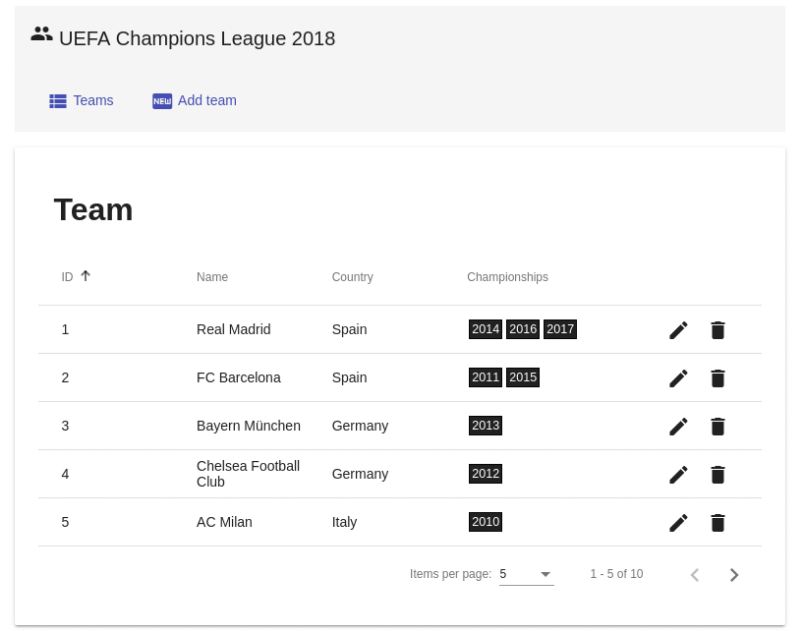 UEFA Champions League 2018
Teams NEW Add team
Team
ID Name Country Championships
1 Real Madrid Spain 2014 2016 2017
2 FC Barcelona Spain 2011 2015
3 Bayern München Germany 2013
4 Chelsea Football Club Germany 2012
5 AC Milan Italy 2010
Items per page: 5 1 - 5 of 10